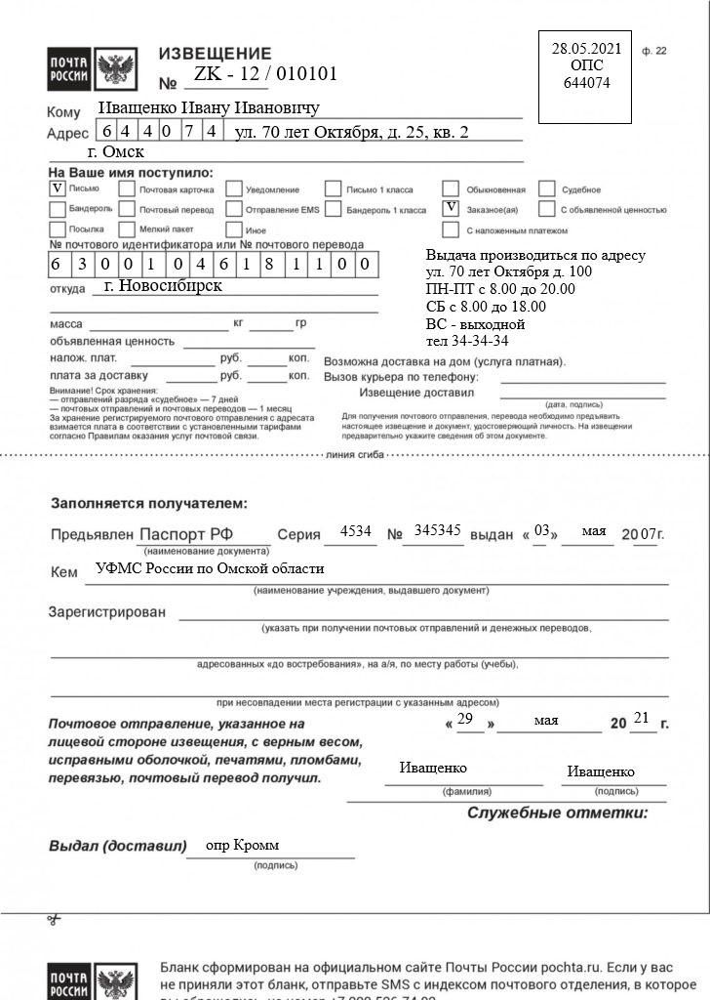 ПОЧТА РОССИИ
ИЗВЕЩЕНИЕ
28.05.2021
ОПС
644074
ф. 22
№ ZK - 12 / 010101
Кому Иващенко Ивану Ивановичу
Адрес 6 4 4 0 7 4 ул. 70 лет Октября, д. 25, кв. 2
г. Омск
На Ваше имя поступило:
V Письмо Почтовая карточка Уведомление Письмо 1 класса Обыкновенная Судебное
Бандероль Почтовый перевод Отправление EMS Бандероль 1 класса V Заказное(ая) С объявленной ценностью
Посылка Мелкий пакет Иное С наложенным платежом
№ почтового идентификатора или № почтового перевода
6 3 0 0 1 0 4 6 1 8 1 1 0 0
откуда г. Новосибирск
Выдача производиться по адресу
ул. 70 лет Октября д. 100
ПН-ПТ с 8.00 до 20.00
СБ с 8.00 до 18.00
ВС - выходной
тел 34-34-34
масса кг гр
объявленная ценность
налож. плат. руб. коп.
плата за доставку руб. коп.
Возможна доставка на дом (услуга платная).
Вызов курьера по телефону:
Извещение доставил
(дата, подпись)
Внимание! Срок хранения:
— отправлений разряда «судебное» — 7 дней
— почтовых отправлений и почтовых переводов — 1 месяц
За хранение регистрируемого почтового отправления с адресата
взимается плата в соответствии с установленными тарифами
согласно Правилам оказания услуг почтовой связи.
Для получения почтового отправления, перевода необходимо предъявить
настоящее извещение и документ, удостоверяющий личность. На извещении
предварительно укажите сведения об этом документе.
линия сгиба
Заполняется получателем:
Предъявлен Паспорт РФ Серия 4534 № 345345 выдан « 03 » мая 2007г.
(наименование документа)
Кем УФМС России по Омской области
(наименование учреждения, выдавшего документ)
Зарегистрирован
(указать при получении почтовых отправлений и денежных переводов,
адресованных «до востребования», на а/я, по месту работы (учебы),
при несовпадении места регистрации с указанным адресом)
Почтовое отправление, указанное на
лицевой стороне извещения, с верным весом,
исправными оболочкой, печатями, пломбами,
перевязью, почтовый перевод получил.
« 29 » мая 20 21 г.
Иващенко Иващенко
(фамилия) (подпись)
Служебные отметки:
Выдал (доставил) опр Кромм
(подпись)
ПОЧТА РОССИИ
Бланк сформирован на официальном сайте Почты России pochta.ru. Если у вас
не приняли этот бланк, отправьте SMS с индексом почтового отделения, в которое